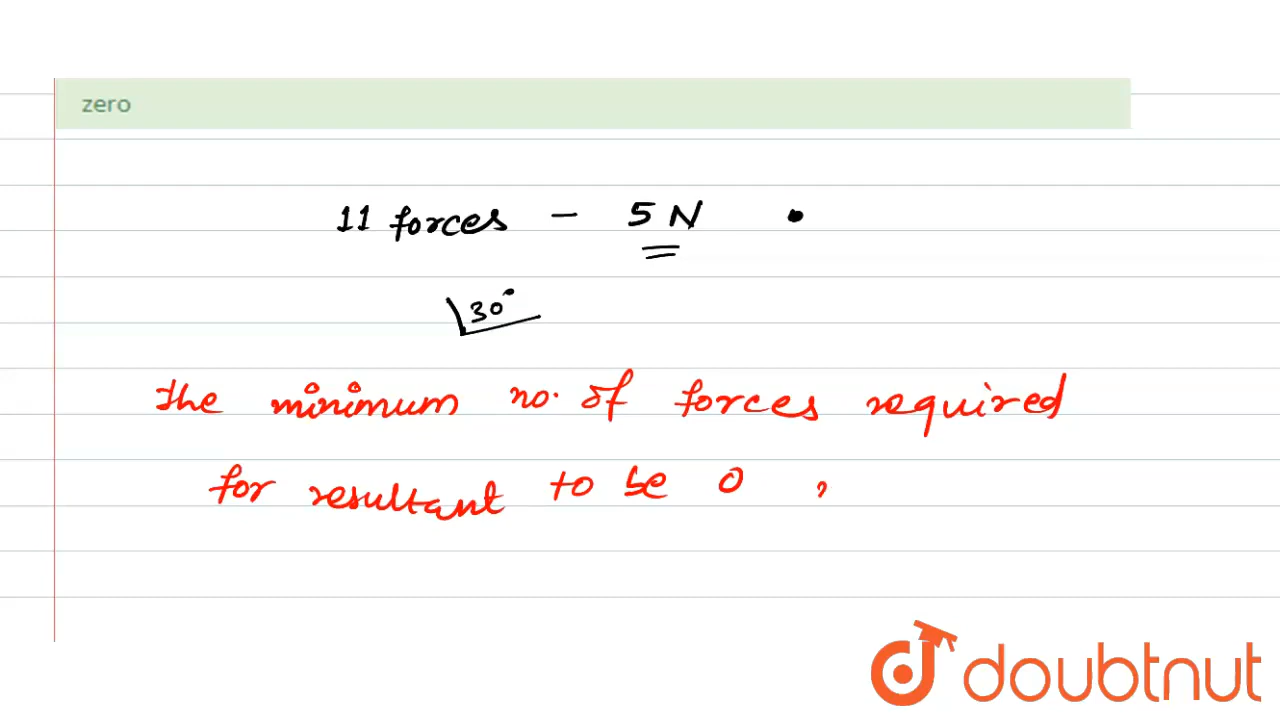 zero
11 forces - 5 N
30°
the minimum no. of forces required
for resultant to be 0 ,
doubtnut